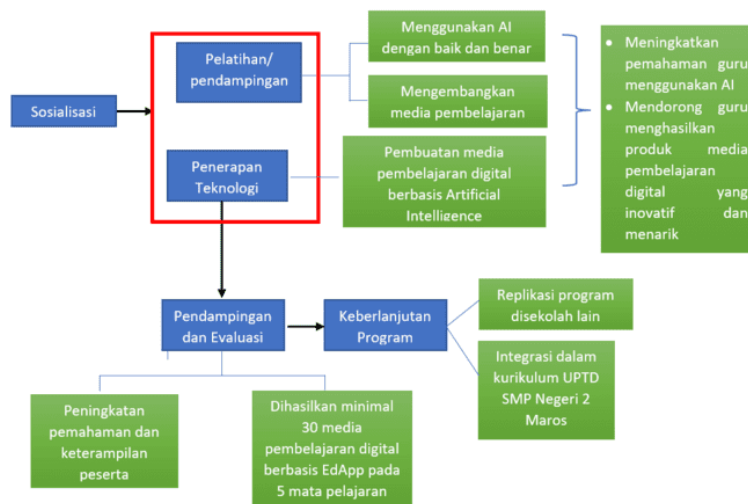 Sosialisasi
Pelatihan/
pendampingan
Menggunakan AI
dengan baik dan benar
Mengembangkan
media pembelajaran
Penerapan
Teknologi
Pembuatan media
pembelajaran digital
berbasis Artificial
Intelligence
• Meningkatkan
pemahaman guru
menggunakan AI
• Mendorong guru
menghasilkan
produk media
pembelajaran
digital yang
inovatif dan
menarik
Pendampingan
dan Evaluasi
Keberlanjutan
Program
Replikasi program
disekolah lain
Integrasi dalam
kurikulum UPTD
SMP Negeri 2
Maros
Peningkatan
pemahaman dan
keterampilan
peserta
Dihasilkan minimal
30 media
pembelajaran digital
berbasis EdApp pada
5 mata pelajaran